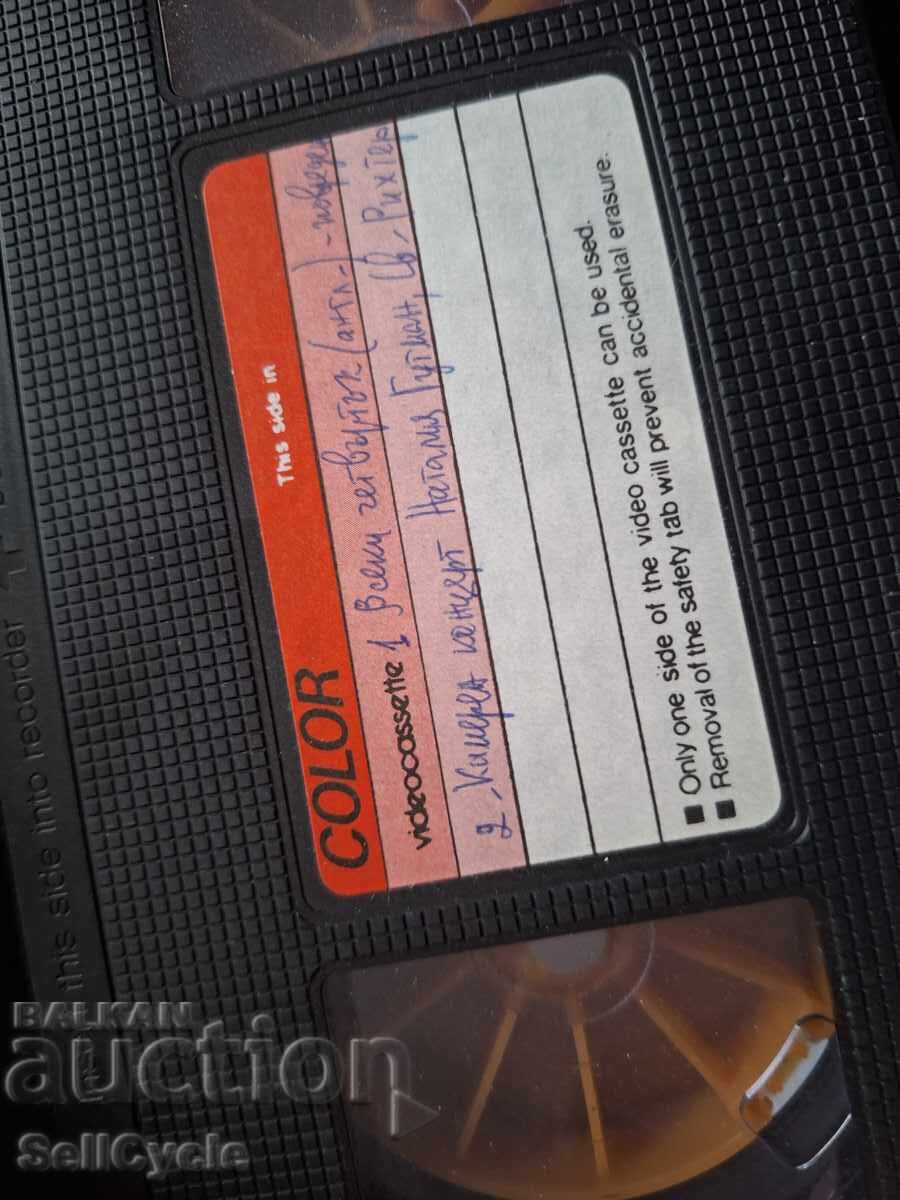 this side into recorder
COLOR This side in
videocassette 1 Всеки четвъртък (англ.) - повреден
2. Камерен концерт Наталия Гутман, Св. Рихтер
■ Only one side of the video cassette can be used.
■ Removal of the safety tab will prevent accidental erasure.
BALKAN
auction
SellCycle